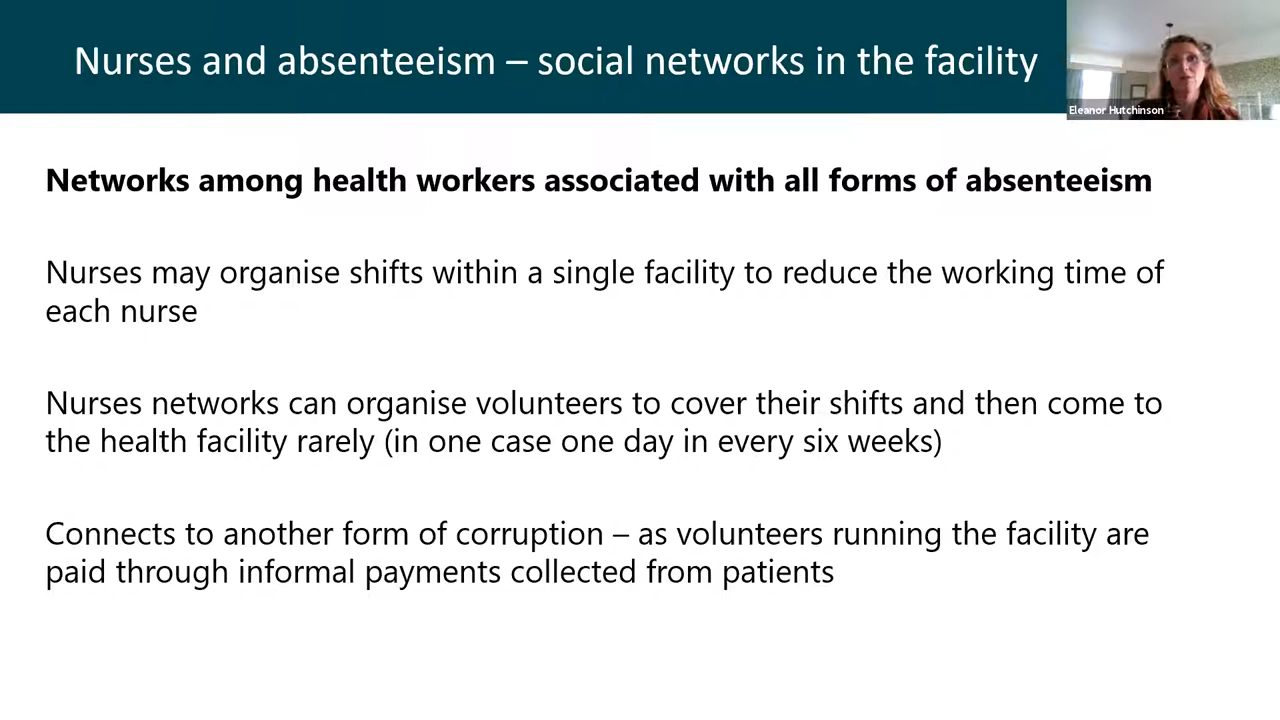 Nurses and absenteeism – social networks in the facility
Eleanor Hutchinson
Networks among health workers associated with all forms of absenteeism
Nurses may organise shifts within a single facility to reduce the working time of
each nurse
Nurses networks can organise volunteers to cover their shifts and then come to
the health facility rarely (in one case one day in every six weeks)
Connects to another form of corruption – as volunteers running the facility are
paid through informal payments collected from patients